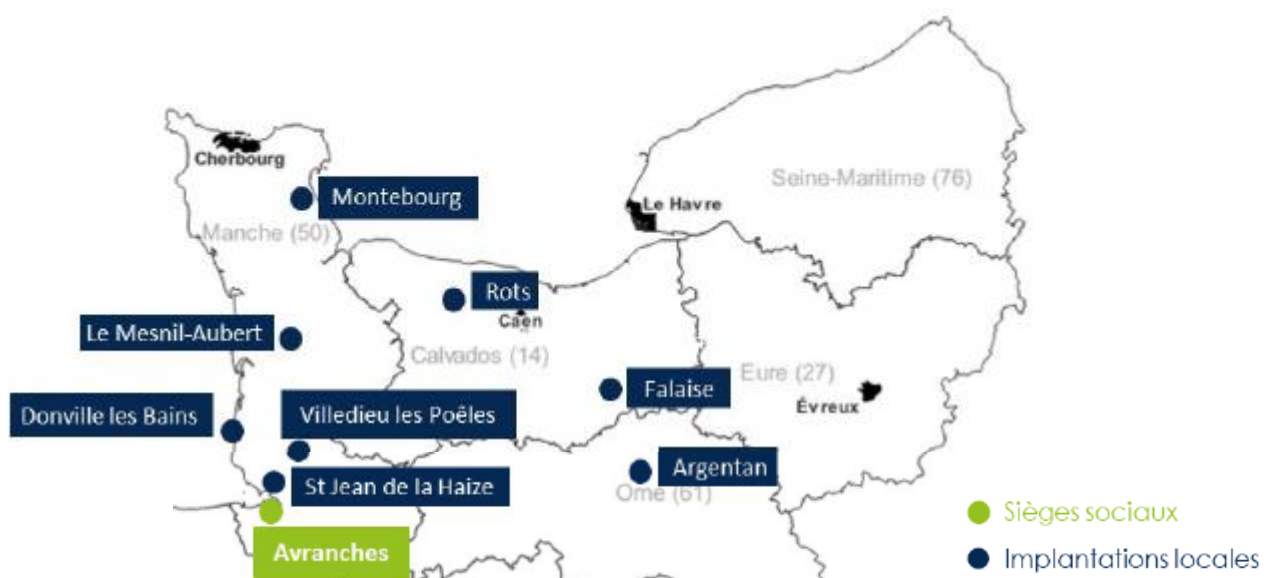 Cherbourg
Montebourg
Seine-Maritime (76)
Le Havre
Manche (50)
Rots
Caen
Le Mesnil-Aubert
Calvados (14)
Eure (27)
Falaise
Évreux
Donville les Bains
Villedieu les Poêles
Argentan
St Jean de la Haize
Orne (61)
Avranches
Sièges sociaux
Implantations locales